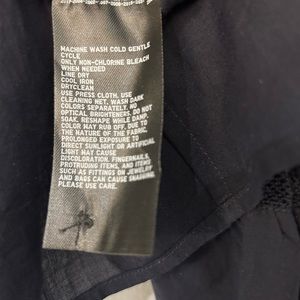 MACHINE WASH COLD GENTLE
CYCLE
ONLY NON-CHLORINE BLEACH
WHEN NEEDED
LINE DRY
COOL IRON
DRYCLEAN
USE PRESS CLOTH. USE
CLEANING NET, WASH DARK
COLORS SEPARATELY, NO
OPTICAL BRIGHTENERS. DO NOT
SOAK. RESHAPE WHILE DAMP.
COLOR MAY RUB OFF. DUE TO
THE NATURE OF THE FABRIC,
PROLONGED EXPOSURE TO
DIRECT SUNLIGHT OR ARTIFICIAL
LIGHT MAY CAUSE
DISCOLORATION. FINGERNAILS,
PROTRUDING ITEMS, AND ITEMS
SUCH AS FITTINGS ON JEWELRY
AND BAGS CAN CAUSE SNAGGING.
PLEASE USE CARE.